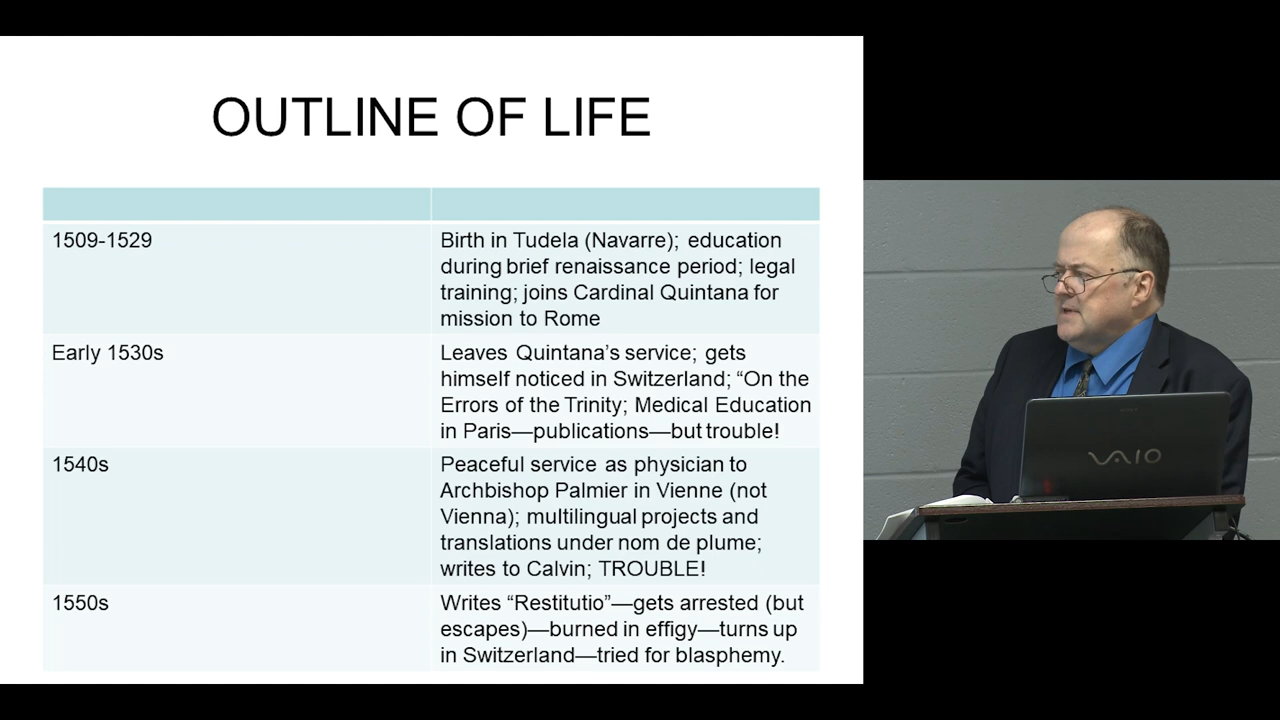 OUTLINE OF LIFE
1509-1529
Birth in Tudela (Navarre); education
during brief renaissance period; legal
training; joins Cardinal Quintana for
mission to Rome
Early 1530s
Leaves Quintana's service; gets
himself noticed in Switzerland; “On the
Errors of the Trinity; Medical Education
in Paris—publications—but trouble!
1540s
Peaceful service as physician to
Archbishop Palmier in Vienne (not
Vienna); multilingual projects and
translations under nom de plume;
writes to Calvin; TROUBLE!
1550s
Writes “Restitutio”—gets arrested (but
escapes)—burned in effigy—turns up
in Switzerland—tried for blasphemy.
VAIO